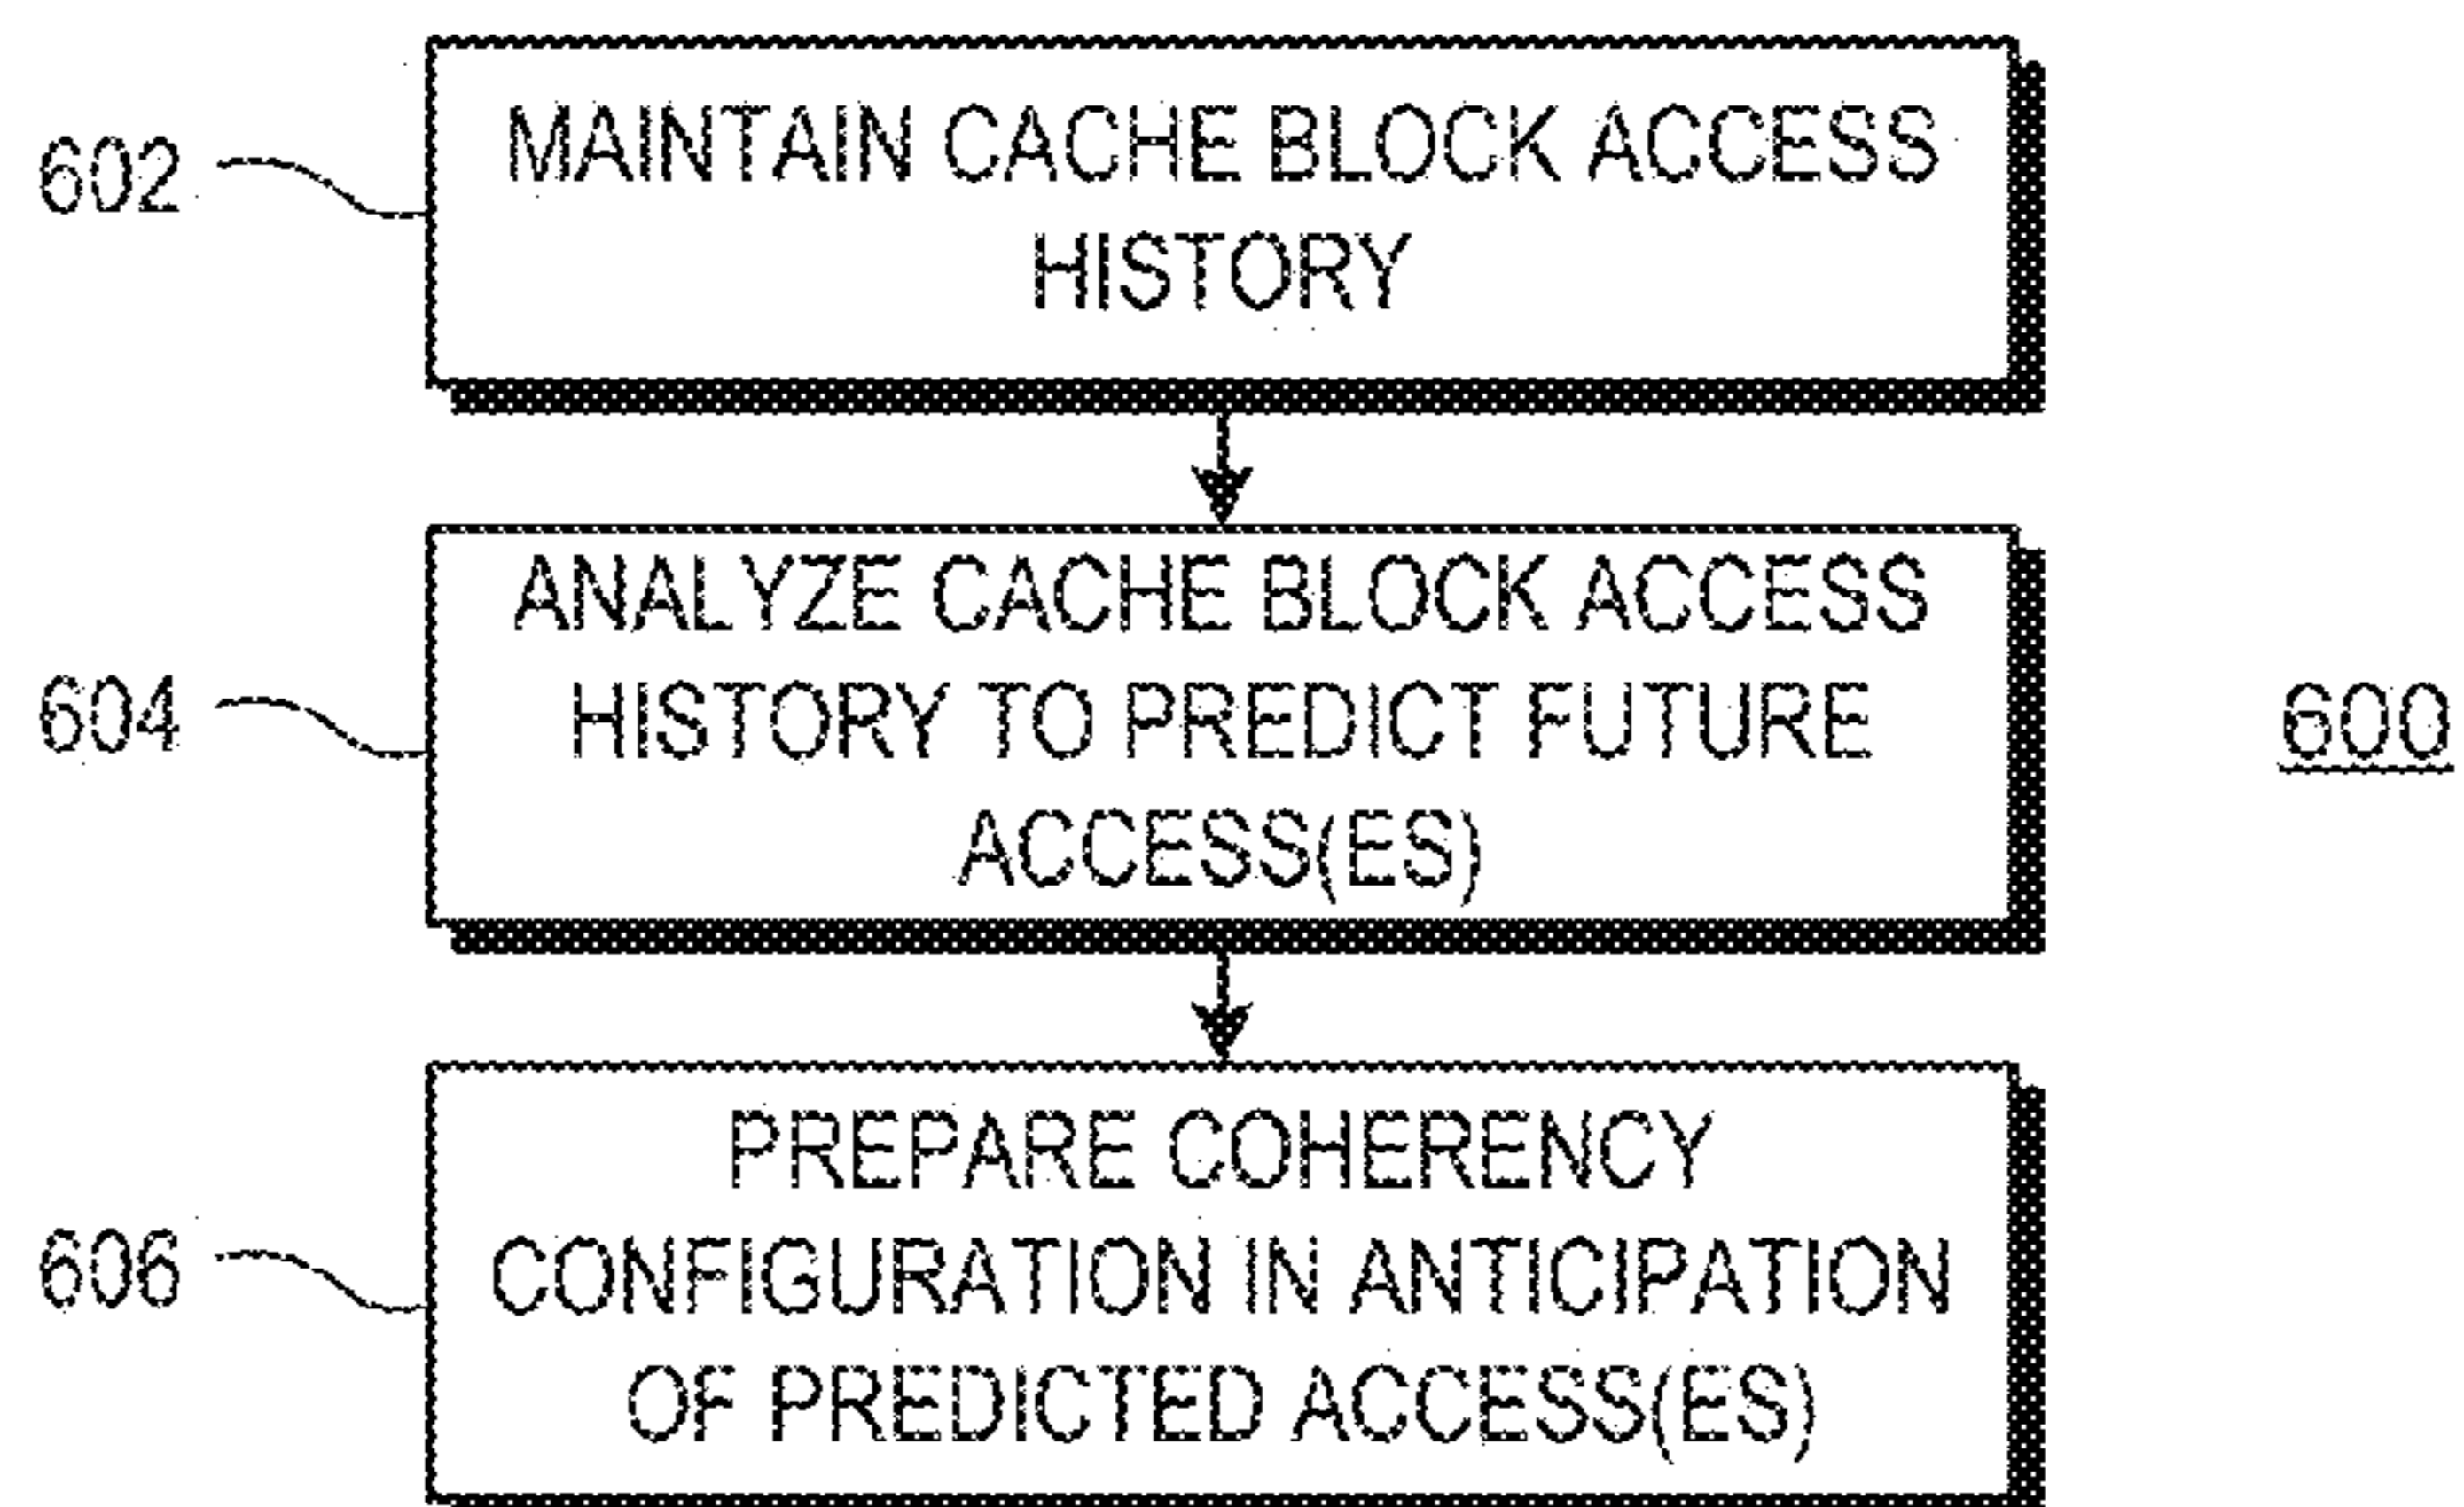 602
MAINTAIN CACHE BLOCK ACCESS
HISTORY
604
ANALYZE CACHE BLOCK ACCESS
HISTORY TO PREDICT FUTURE
ACCESS(ES)
600
606
PREPARE COHERENCY
CONFIGURATION IN ANTICIPATION
OF PREDICTED ACCESS(ES)